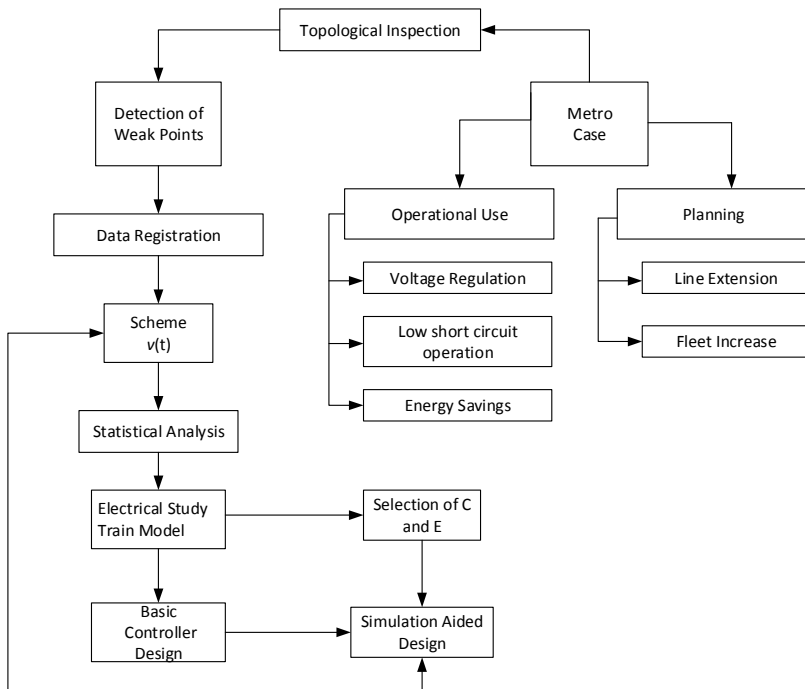 Topological Inspection
Detection of
Weak Points
Metro
Case
Operational Use
Planning
Data Registration
Voltage Regulation
Line Extension
Scheme
v(t)
Low short circuit
operation
Fleet Increase
Energy Savings
Statistical Analysis
Electrical Study
Train Model
Selection of C
and E
Basic
Controller
Design
Simulation Aided
Design